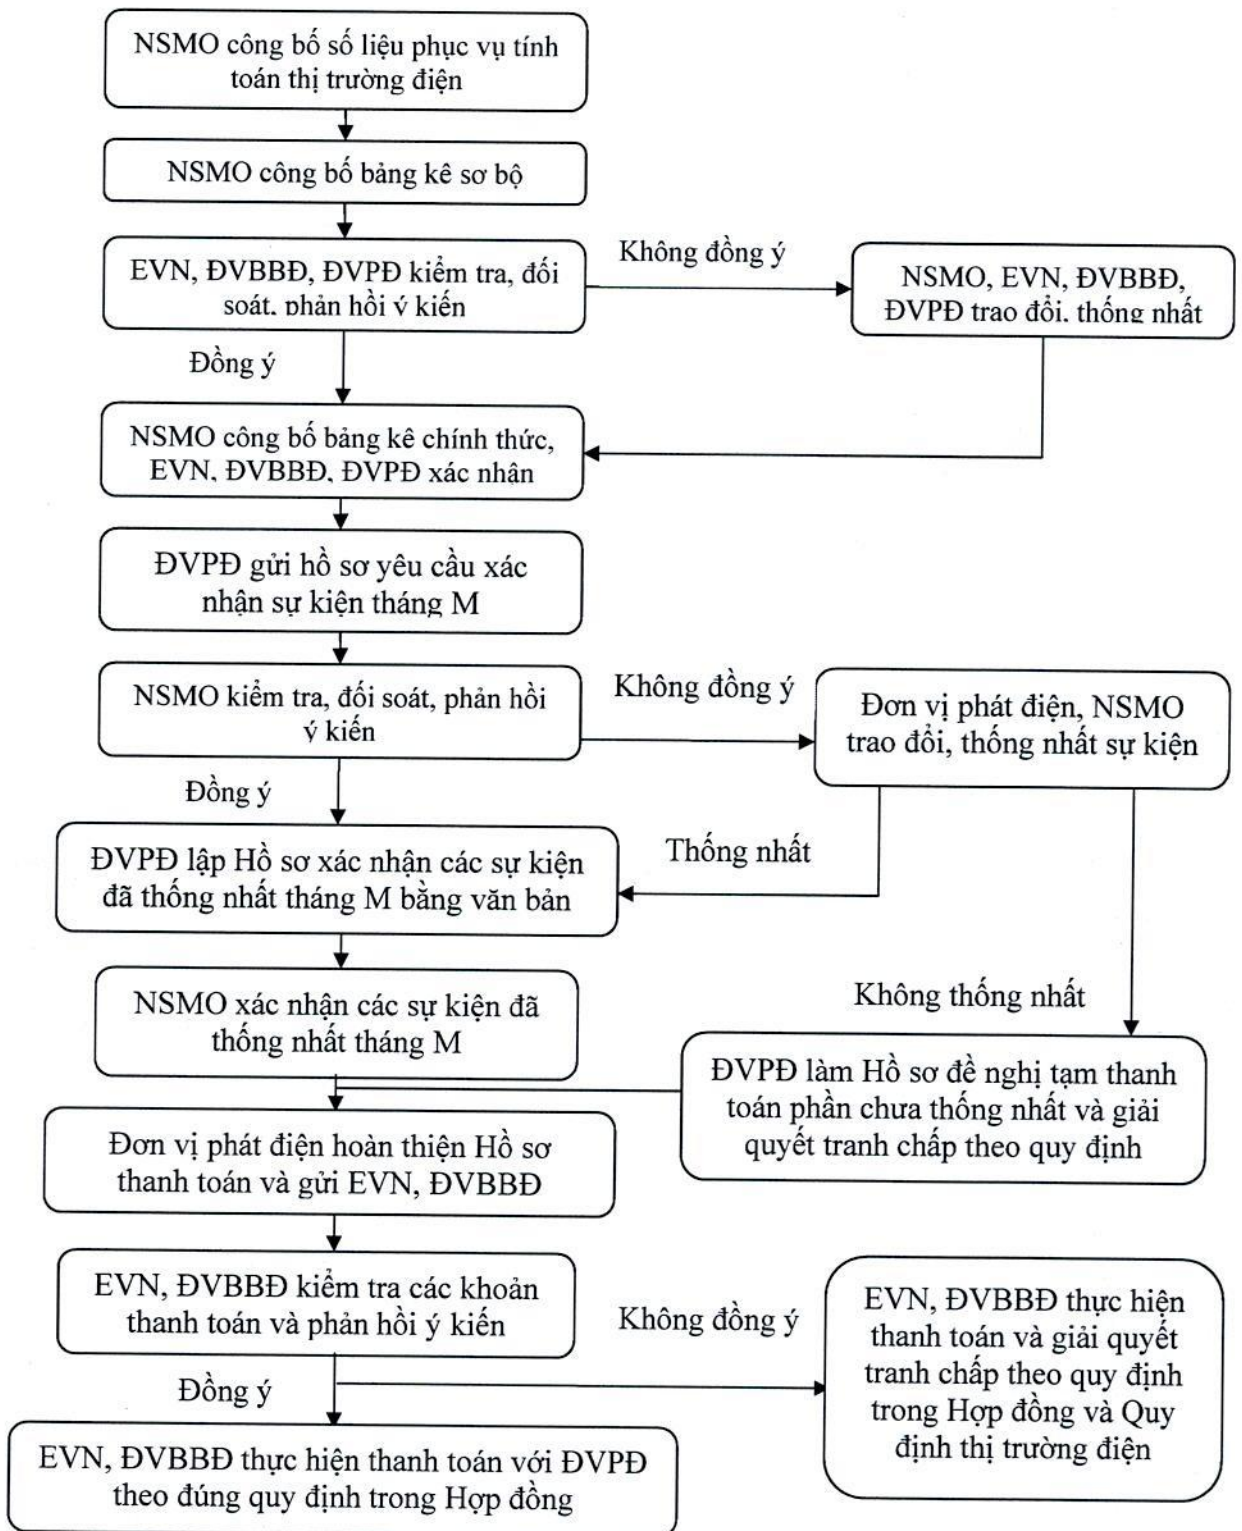 NSMO công bố số liệu phục vụ tính
toán thị trường điện
NSMO công bố bảng kê sơ bộ
EVN, ĐVBBĐ, ĐVPĐ kiểm tra, đối
soát, phản hồi ý kiến
Không đồng ý
NSMO, EVN, ĐVBBĐ,
ĐVPĐ trao đổi, thống nhất
Đồng ý
NSMO công bố bảng kê chính thức,
EVN, ĐVBBĐ, ĐVPĐ xác nhận
ĐVPĐ gửi hồ sơ yêu cầu xác
nhận sự kiện tháng M
NSMO kiểm tra, đối soát, phản hồi
ý kiến
Không đồng ý
Đơn vị phát điện, NSMO
trao đổi, thống nhất sự kiện
Đồng ý
ĐVPĐ lập Hồ sơ xác nhận các sự kiện
đã thống nhất tháng M bằng văn bản
Thống nhất
NSMO xác nhận các sự kiện đã
thống nhất tháng M
Không thống nhất
ĐVPĐ làm Hồ sơ đề nghị tạm thanh
toán phần chưa thống nhất và giải
quyết tranh chấp theo quy định
Đơn vị phát điện hoàn thiện Hồ sơ
thanh toán và gửi EVN, ĐVBBĐ
EVN, ĐVBBĐ kiểm tra các khoản
thanh toán và phản hồi ý kiến
Không đồng ý
EVN, ĐVBBĐ thực hiện
thanh toán và giải quyết
tranh chấp theo quy định
trong Hợp đồng và Quy
định thị trường điện
Đồng ý
EVN, ĐVBBĐ thực hiện thanh toán với ĐVPĐ
theo đúng quy định trong Hợp đồng